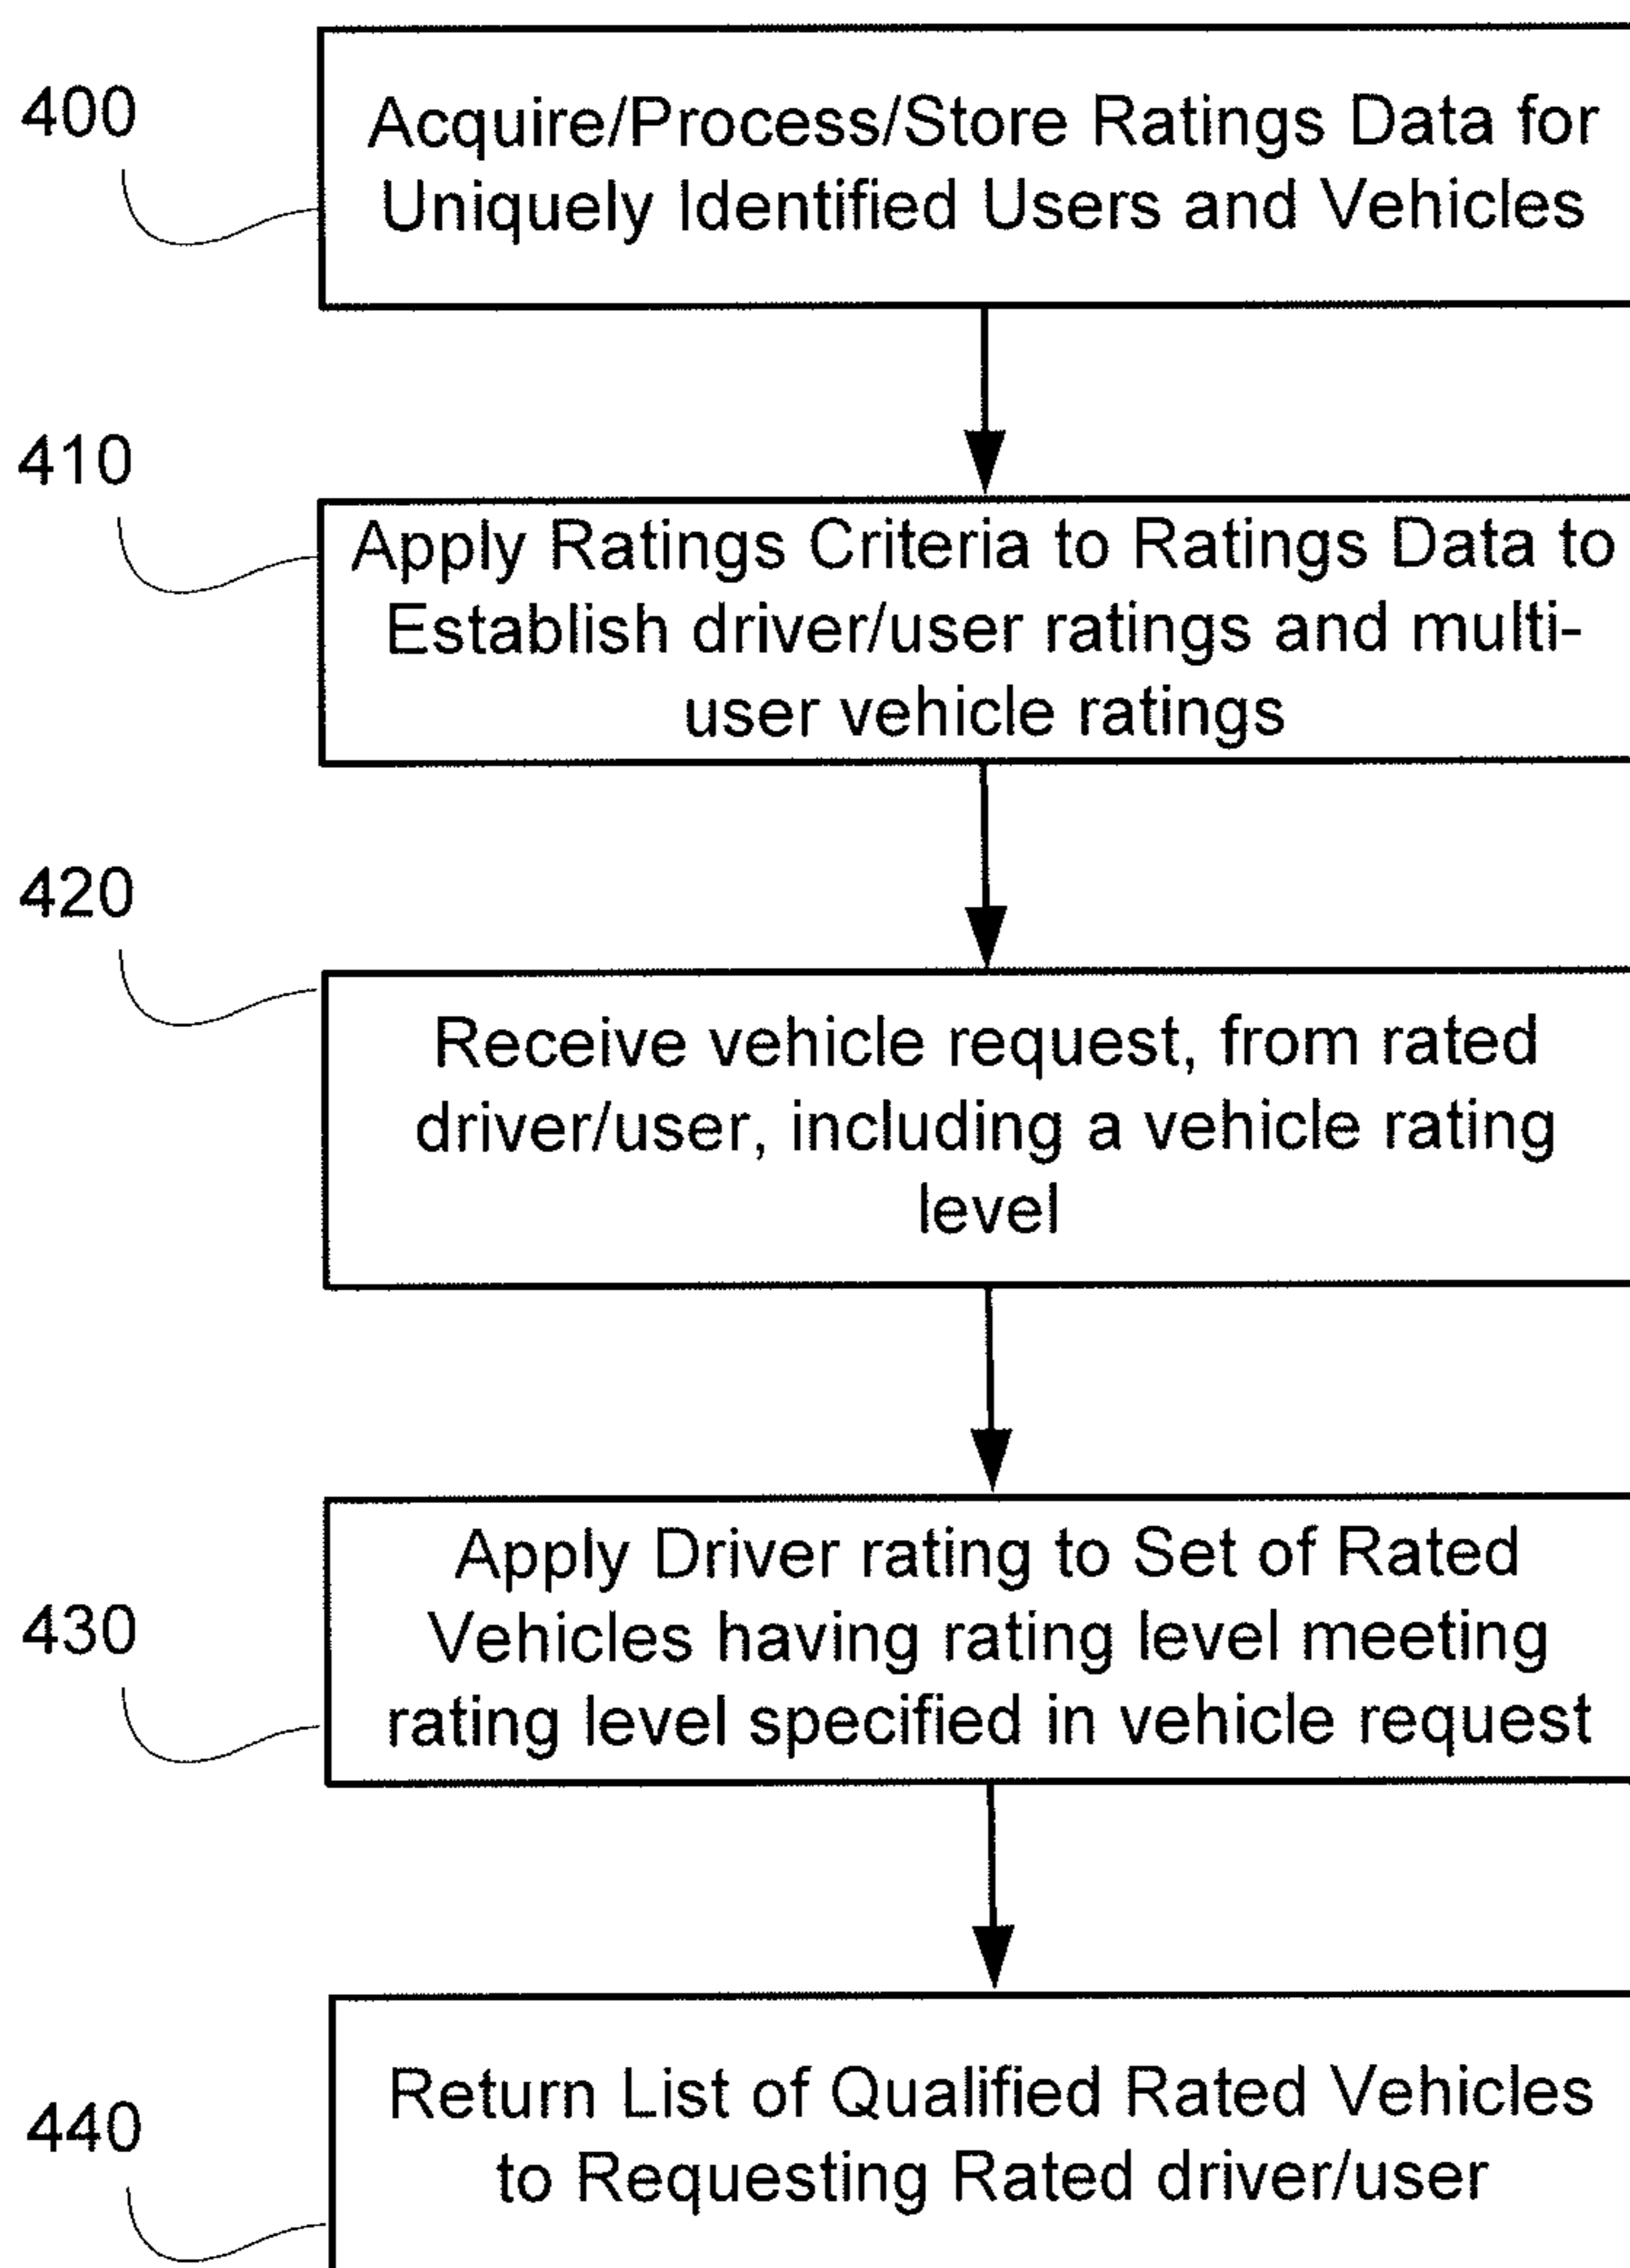 400
Acquire/Process/Store Ratings Data for
Uniquely Identified Users and Vehicles
410
Apply Ratings Criteria to Ratings Data to
Establish driver/user ratings and multi-
user vehicle ratings
420
Receive vehicle request, from rated
driver/user, including a vehicle rating
level
430
Apply Driver rating to Set of Rated
Vehicles having rating level meeting
rating level specified in vehicle request
440
Return List of Qualified Rated Vehicles
to Requesting Rated driver/user